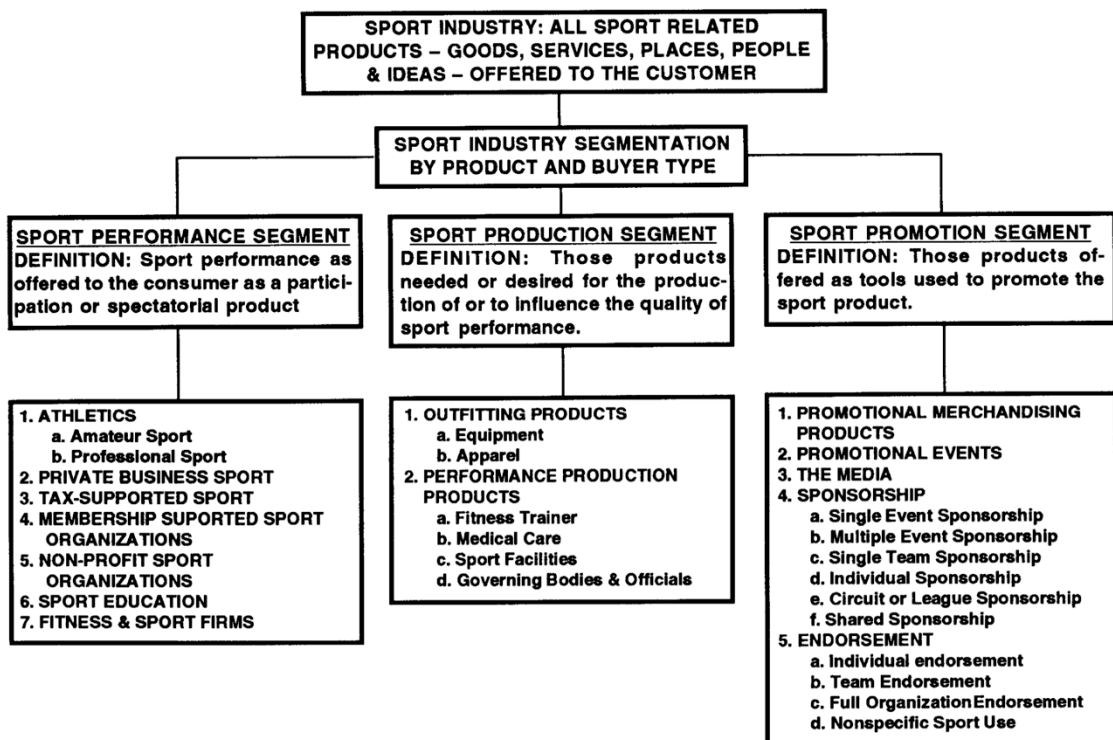 SPORT INDUSTRY: ALL SPORT RELATED
PRODUCTS – GOODS, SERVICES, PLACES, PEOPLE
& IDEAS – OFFERED TO THE CUSTOMER
SPORT INDUSTRY SEGMENTATION
BY PRODUCT AND BUYER TYPE
SPORT PERFORMANCE SEGMENT
DEFINITION: Sport performance as
offered to the consumer as a partici-
pation or spectatorial product
SPORT PRODUCTION SEGMENT
DEFINITION: Those products
needed or desired for the produc-
tion of or to influence the quality of
sport performance.
SPORT PROMOTION SEGMENT
DEFINITION: Those products of-
fered as tools used to promote the
sport product.
1. ATHLETICS
a. Amateur Sport
b. Professional Sport
2. PRIVATE BUSINESS SPORT
3. TAX-SUPPORTED SPORT
4. MEMBERSHIP SUPORTED SPORT
ORGANIZATIONS
5. NON-PROFIT SPORT
ORGANIZATIONS
6. SPORT EDUCATION
7. FITNESS & SPORT FIRMS
1. OUTFITTING PRODUCTS
a. Equipment
b. Apparel
2. PERFORMANCE PRODUCTION
PRODUCTS
a. Fitness Trainer
b. Medical Care
c. Sport Facilities
d. Governing Bodies & Officials
1. PROMOTIONAL MERCHANDISING
PRODUCTS
2. PROMOTIONAL EVENTS
3. THE MEDIA
4. SPONSORSHIP
a. Single Event Sponsorship
b. Multiple Event Sponsorship
c. Single Team Sponsorship
d. Individual Sponsorship
e. Circuit or League Sponsorship
f. Shared Sponsorship
5. ENDORSEMENT
a. Individual endorsement
b. Team Endorsement
c. Full Organization Endorsement
d. Nonspecific Sport Use